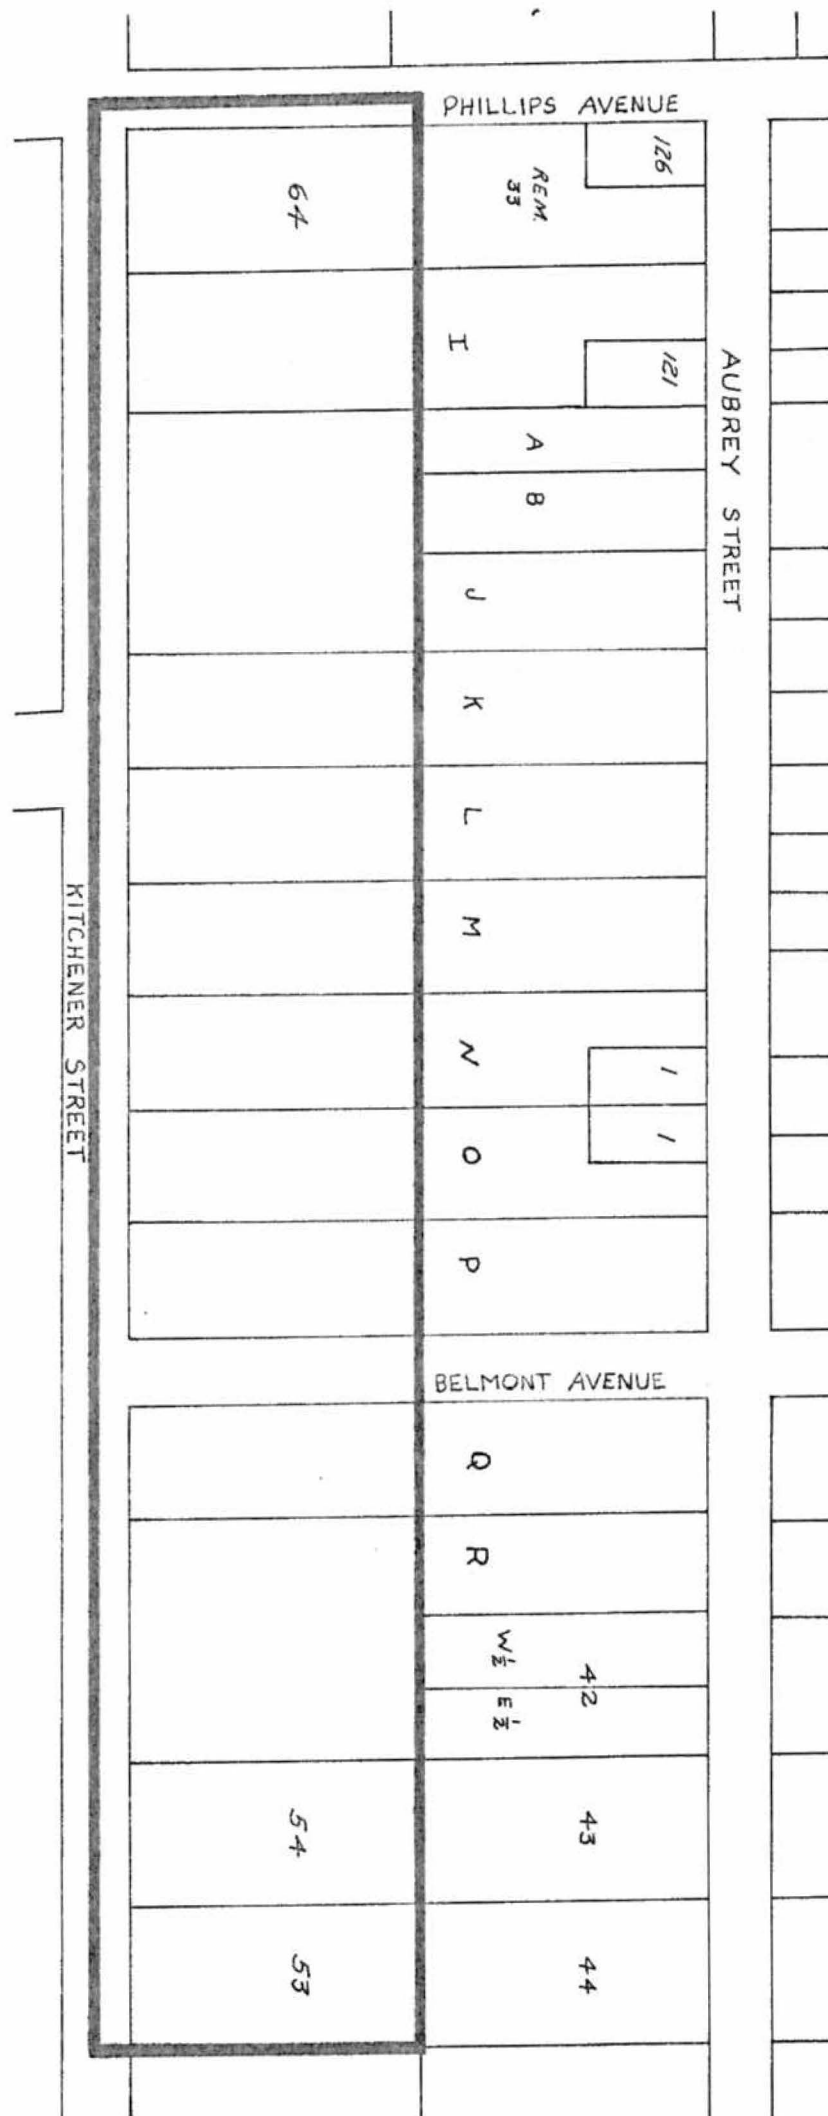 PHILLIPS AVENUE
126
REM.
33
64
I
121
AUBREY STREET
A
B
J
K
L
M
KITCHENER STREET
N
1
1
O
P
BELMONT AVENUE
Q
R
W½
42
E½
54
43
53
44